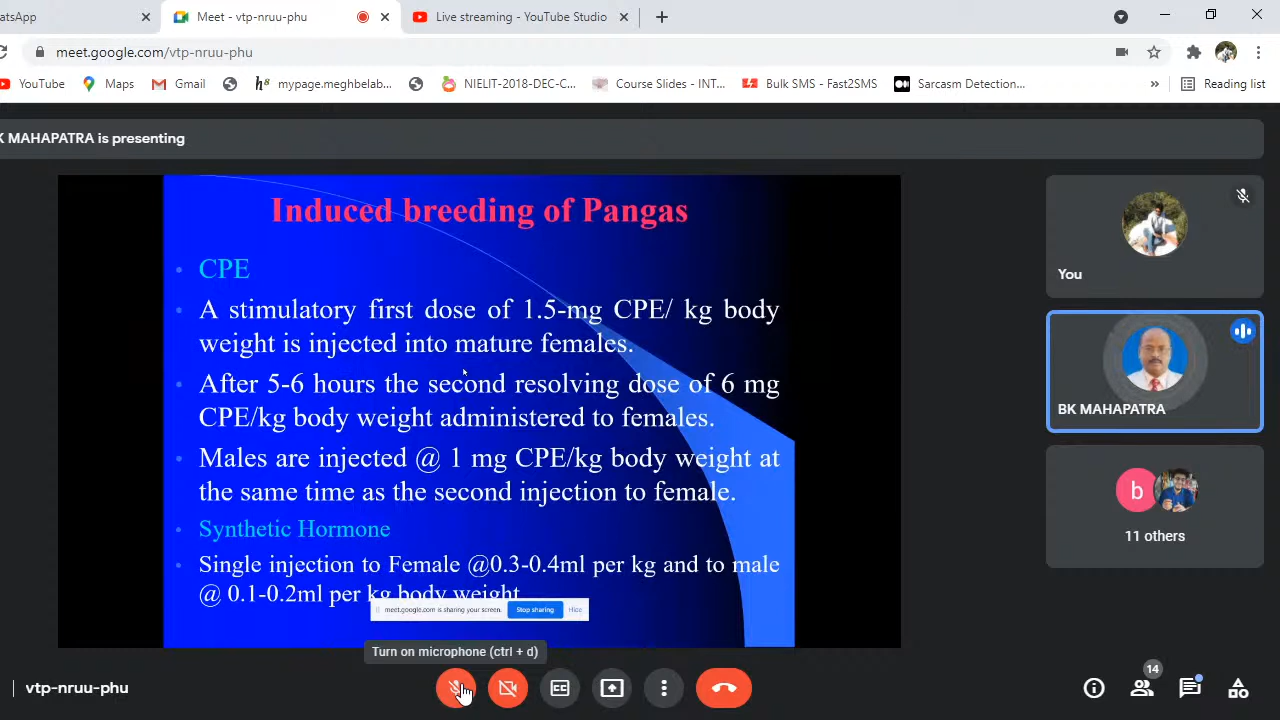 atsApp
Meet - vtp-nruu-phu
Live streaming - YouTube Studio
meet.google.com/vtp-nruu-phu
YouTube
Maps
Gmail
mypage.meghbelab...
NIELIT-2018-DEC-C...
Course Slides - INT...
Bulk SMS - Fast2SMS
Sarcasm Detection...
»
Reading list
K MAHAPATRA is presenting
Induced breeding of Pangas
CPE
A stimulatory first dose of 1.5-mg CPE/ kg body
weight is injected into mature females.
After 5-6 hours the second resolving dose of 6 mg
CPE/kg body weight administered to females.
Males are injected @ 1 mg CPE/kg body weight at
the same time as the second injection to female.
Synthetic Hormone
Single injection to Female @0.3-0.4ml per kg and to male
@ 0.1-0.2ml per kg body weight
meet.google.com is sharing your screen.
Stop sharing
Hide
You
BK MAHAPATRA
b
11 others
Turn on microphone (ctrl + d)
vtp-nruu-phu
CC
14